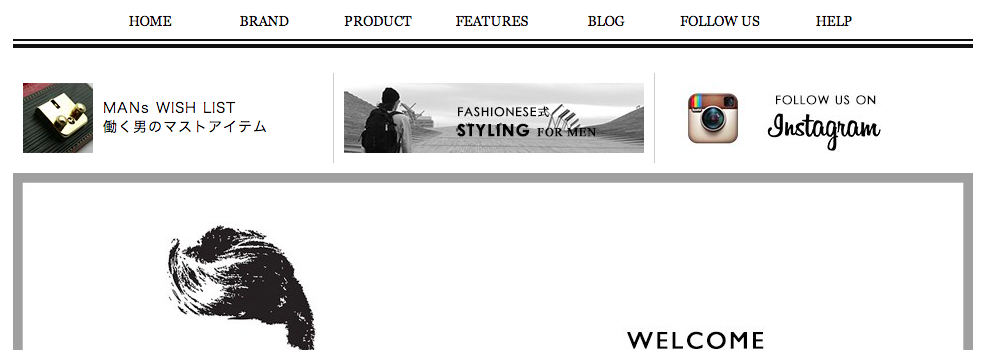 HOME BRAND PRODUCT FEATURES BLOG FOLLOW US HELP
MANs WISH LIST
働く男のマストアイテム
FASHIONESE式
STYLING FOR MEN
FOLLOW US ON
Instagram
WELCOME